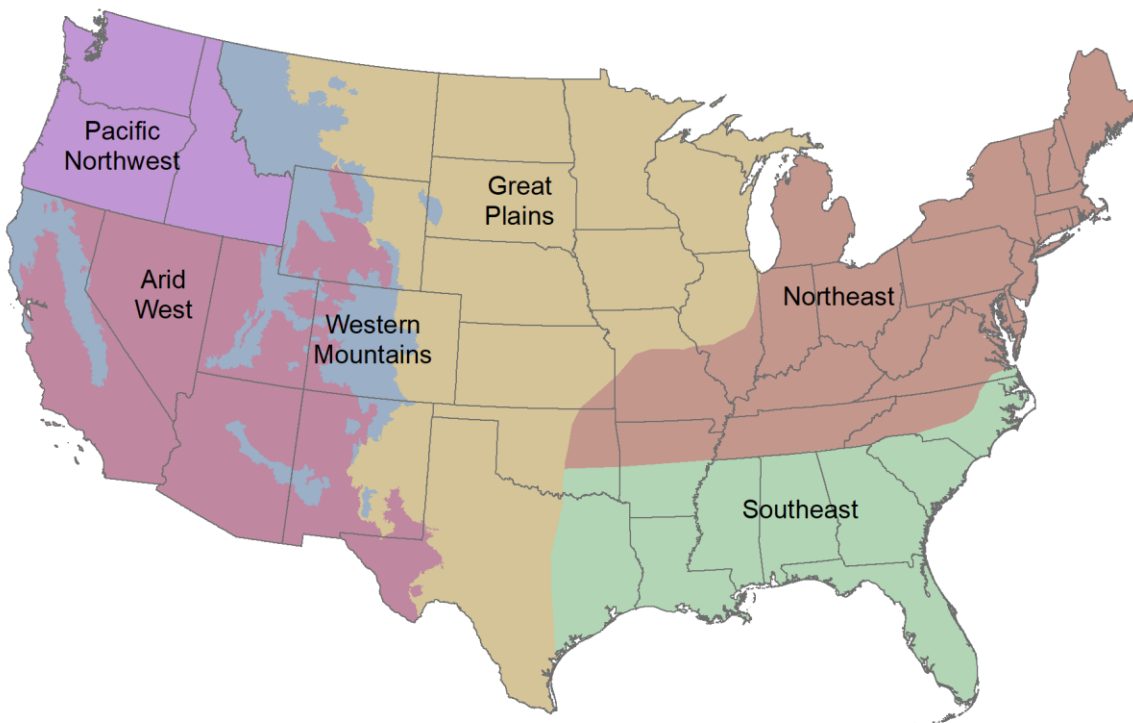 Pacific
Northwest
Great
Plains
Arid
West
Northeast
Western
Mountains
Southeast